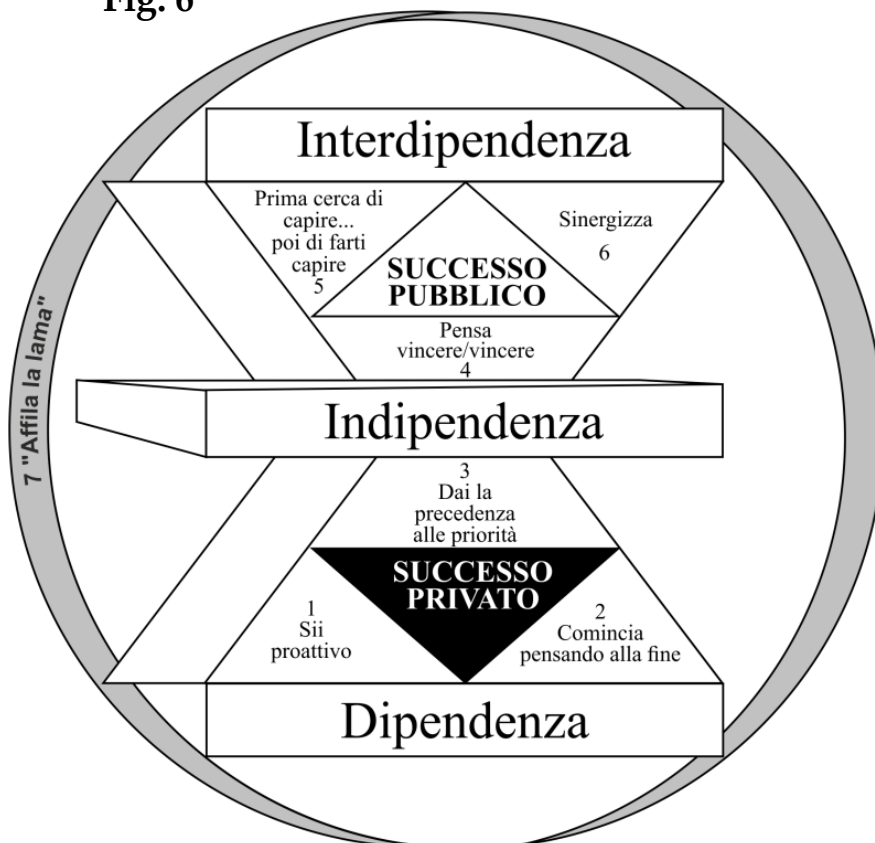 Fig. 6
Interdipendenza
Prima cerca di
capire...
poi di farti
capire
5
Sinergizza
6
SUCCESSO
PUBBLICO
Pensa
vincere/vincere
4
7 "Affila la lama"
Indipendenza
3
Dai la
precedenza
alle priorità
SUCCESSO
PRIVATO
1
Sii
proattivo
2
Comincia
pensando alla fine
Dipendenza